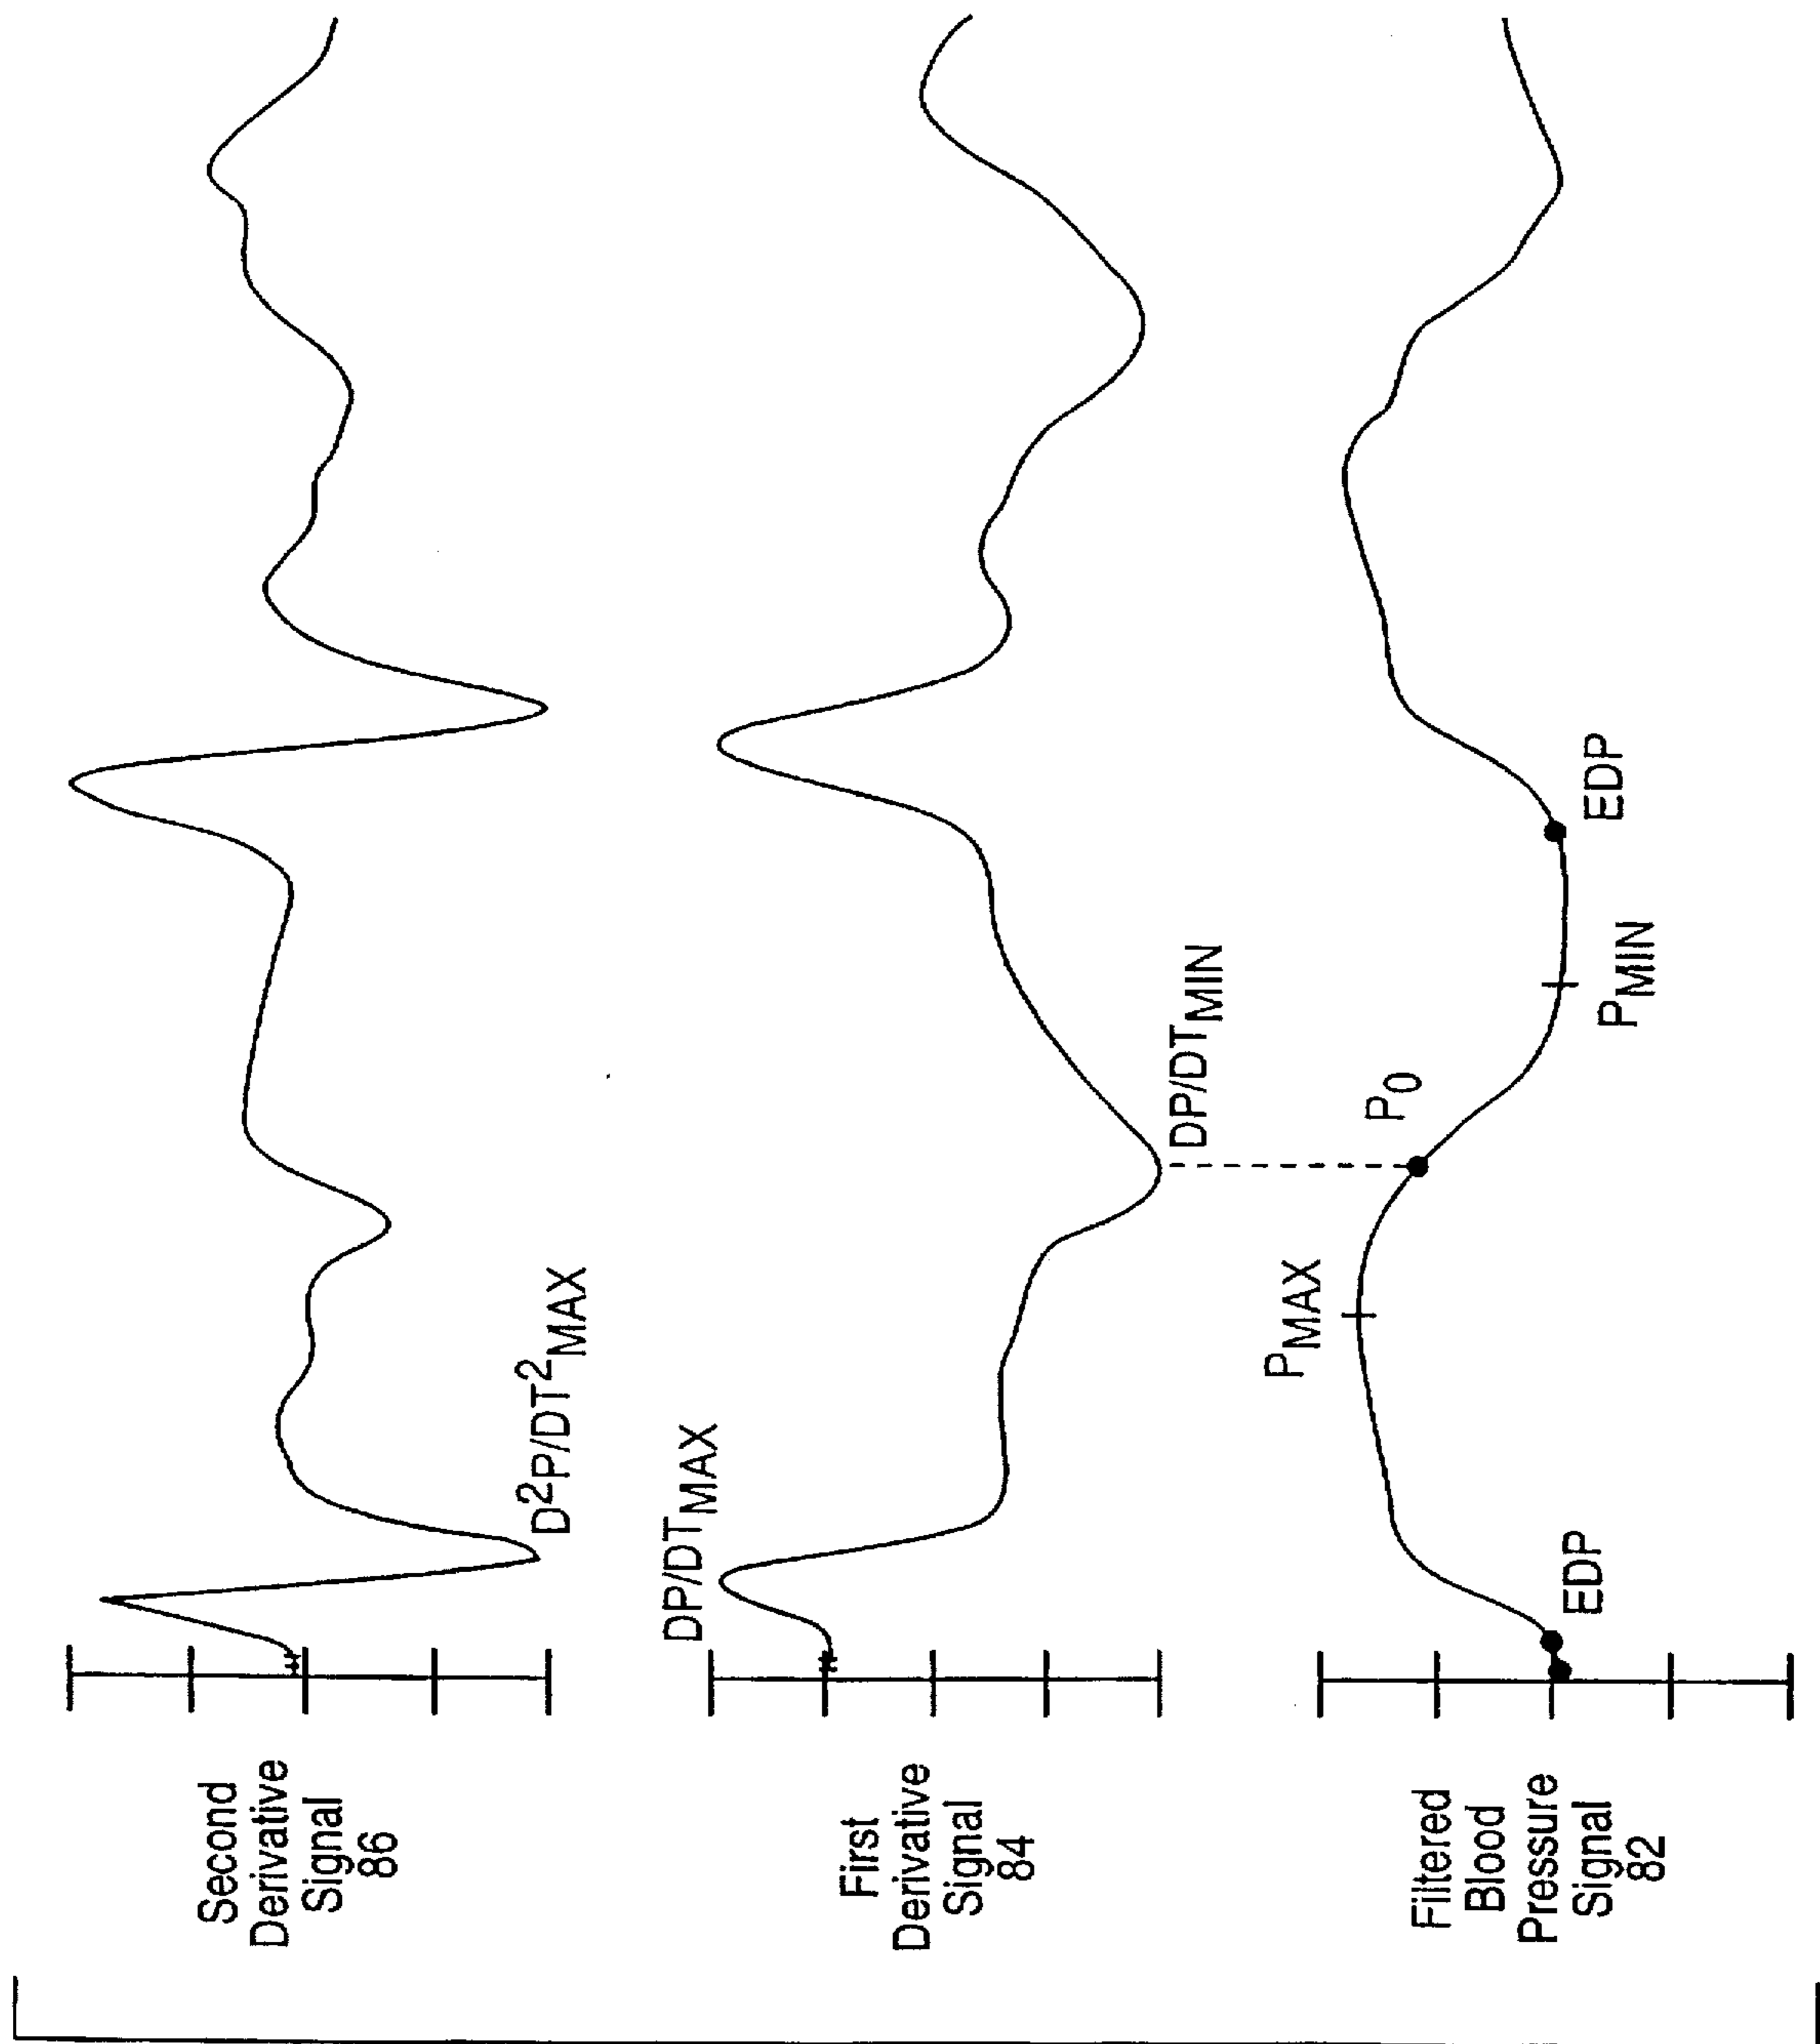 Second
Derivative
Signal
86
D²P/DT²MAX
First
Derivative
Signal
84
DP/DTMAX
DP/DTMIN
Filtered
Blood
Pressure
Signal
82
EDP
PMAX
P0
PMIN
EDP